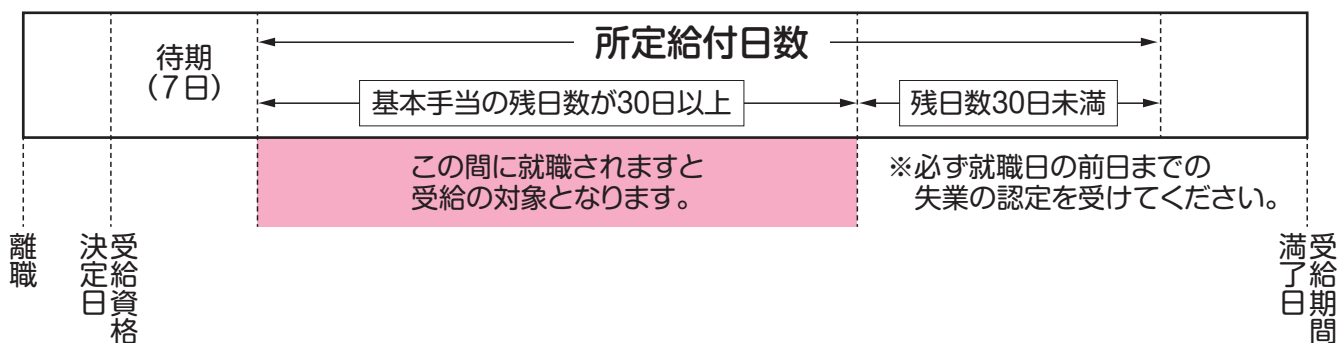 所定給付日数
待期
（7日）
基本手当の残日数が30日以上
残日数30日未満
この間に就職されますと
受給の対象となります。
※必ず就職日の前日までの
失業の認定を受けてください。
離職
受給資格
決定日
受給期間
満了日